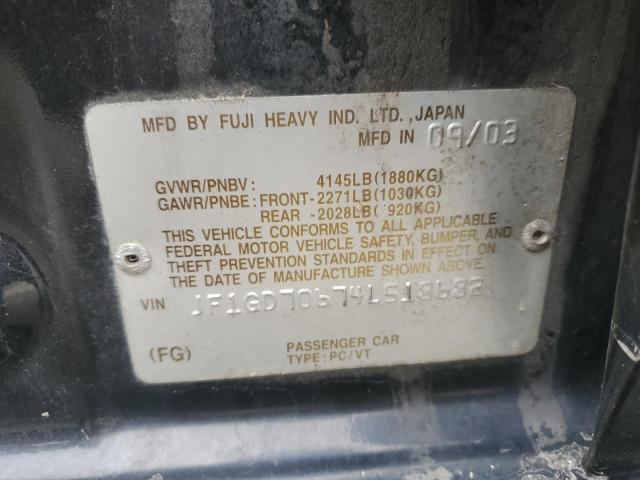 MFD BY FUJI HEAVY IND. LTD. ,JAPAN
MFD IN 09/03
GVWR/PNBV: 4145LB(1880KG)
GAWR/PNBE: FRONT-2271LB(1030KG)
REAR -2028LB( 920KG)
THIS VEHICLE CONFORMS TO ALL APPLICABLE
FEDERAL MOTOR VEHICLE SAFETY, BUMPER, AND
THEFT PREVENTION STANDARDS IN EFFECT ON
THE DATE OF MANUFACTURE SHOWN ABOVE.
VIN JF1GD70674L518682
(FG) PASSENGER CAR
TYPE: PC/VT